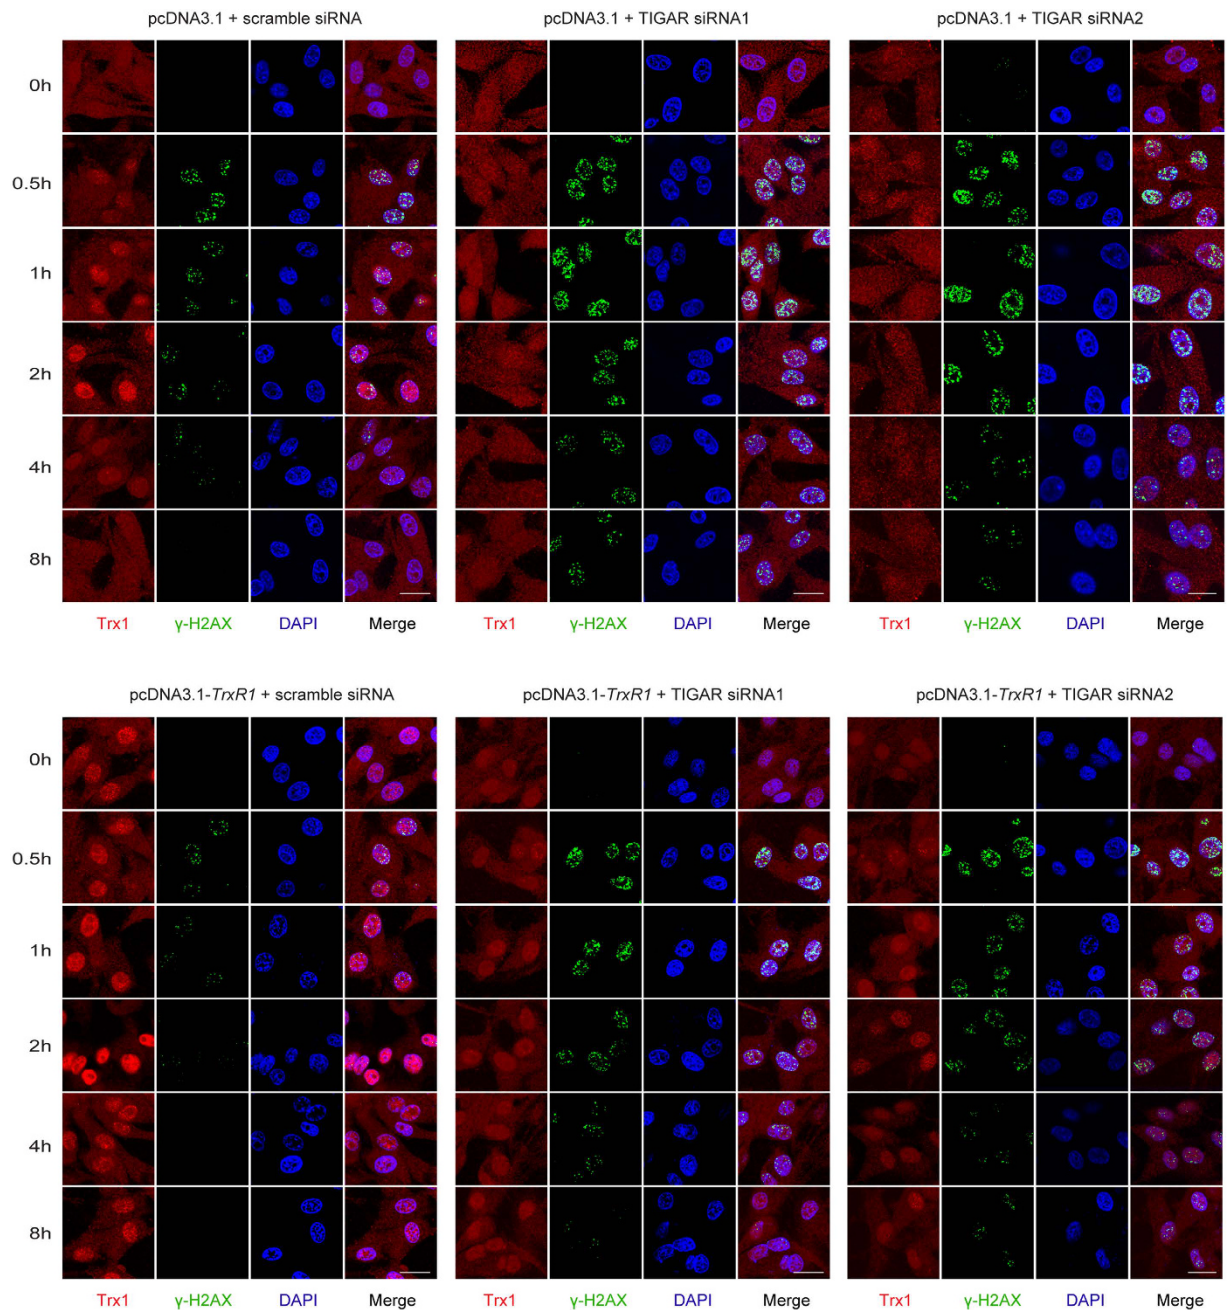 pcDNA3.1 + scramble siRNA
pcDNA3.1 + TIGAR siRNA1
pcDNA3.1 + TIGAR siRNA2
0h
0.5h
1h
2h
4h
8h
Trx1 γ-H2AX DAPI Merge
Trx1 γ-H2AX DAPI Merge
Trx1 γ-H2AX DAPI Merge
pcDNA3.1-TrxR1 + scramble siRNA
pcDNA3.1-TrxR1 + TIGAR siRNA1
pcDNA3.1-TrxR1 + TIGAR siRNA2
0h
0.5h
1h
2h
4h
8h
Trx1 γ-H2AX DAPI Merge
Trx1 γ-H2AX DAPI Merge
Trx1 γ-H2AX DAPI Merge